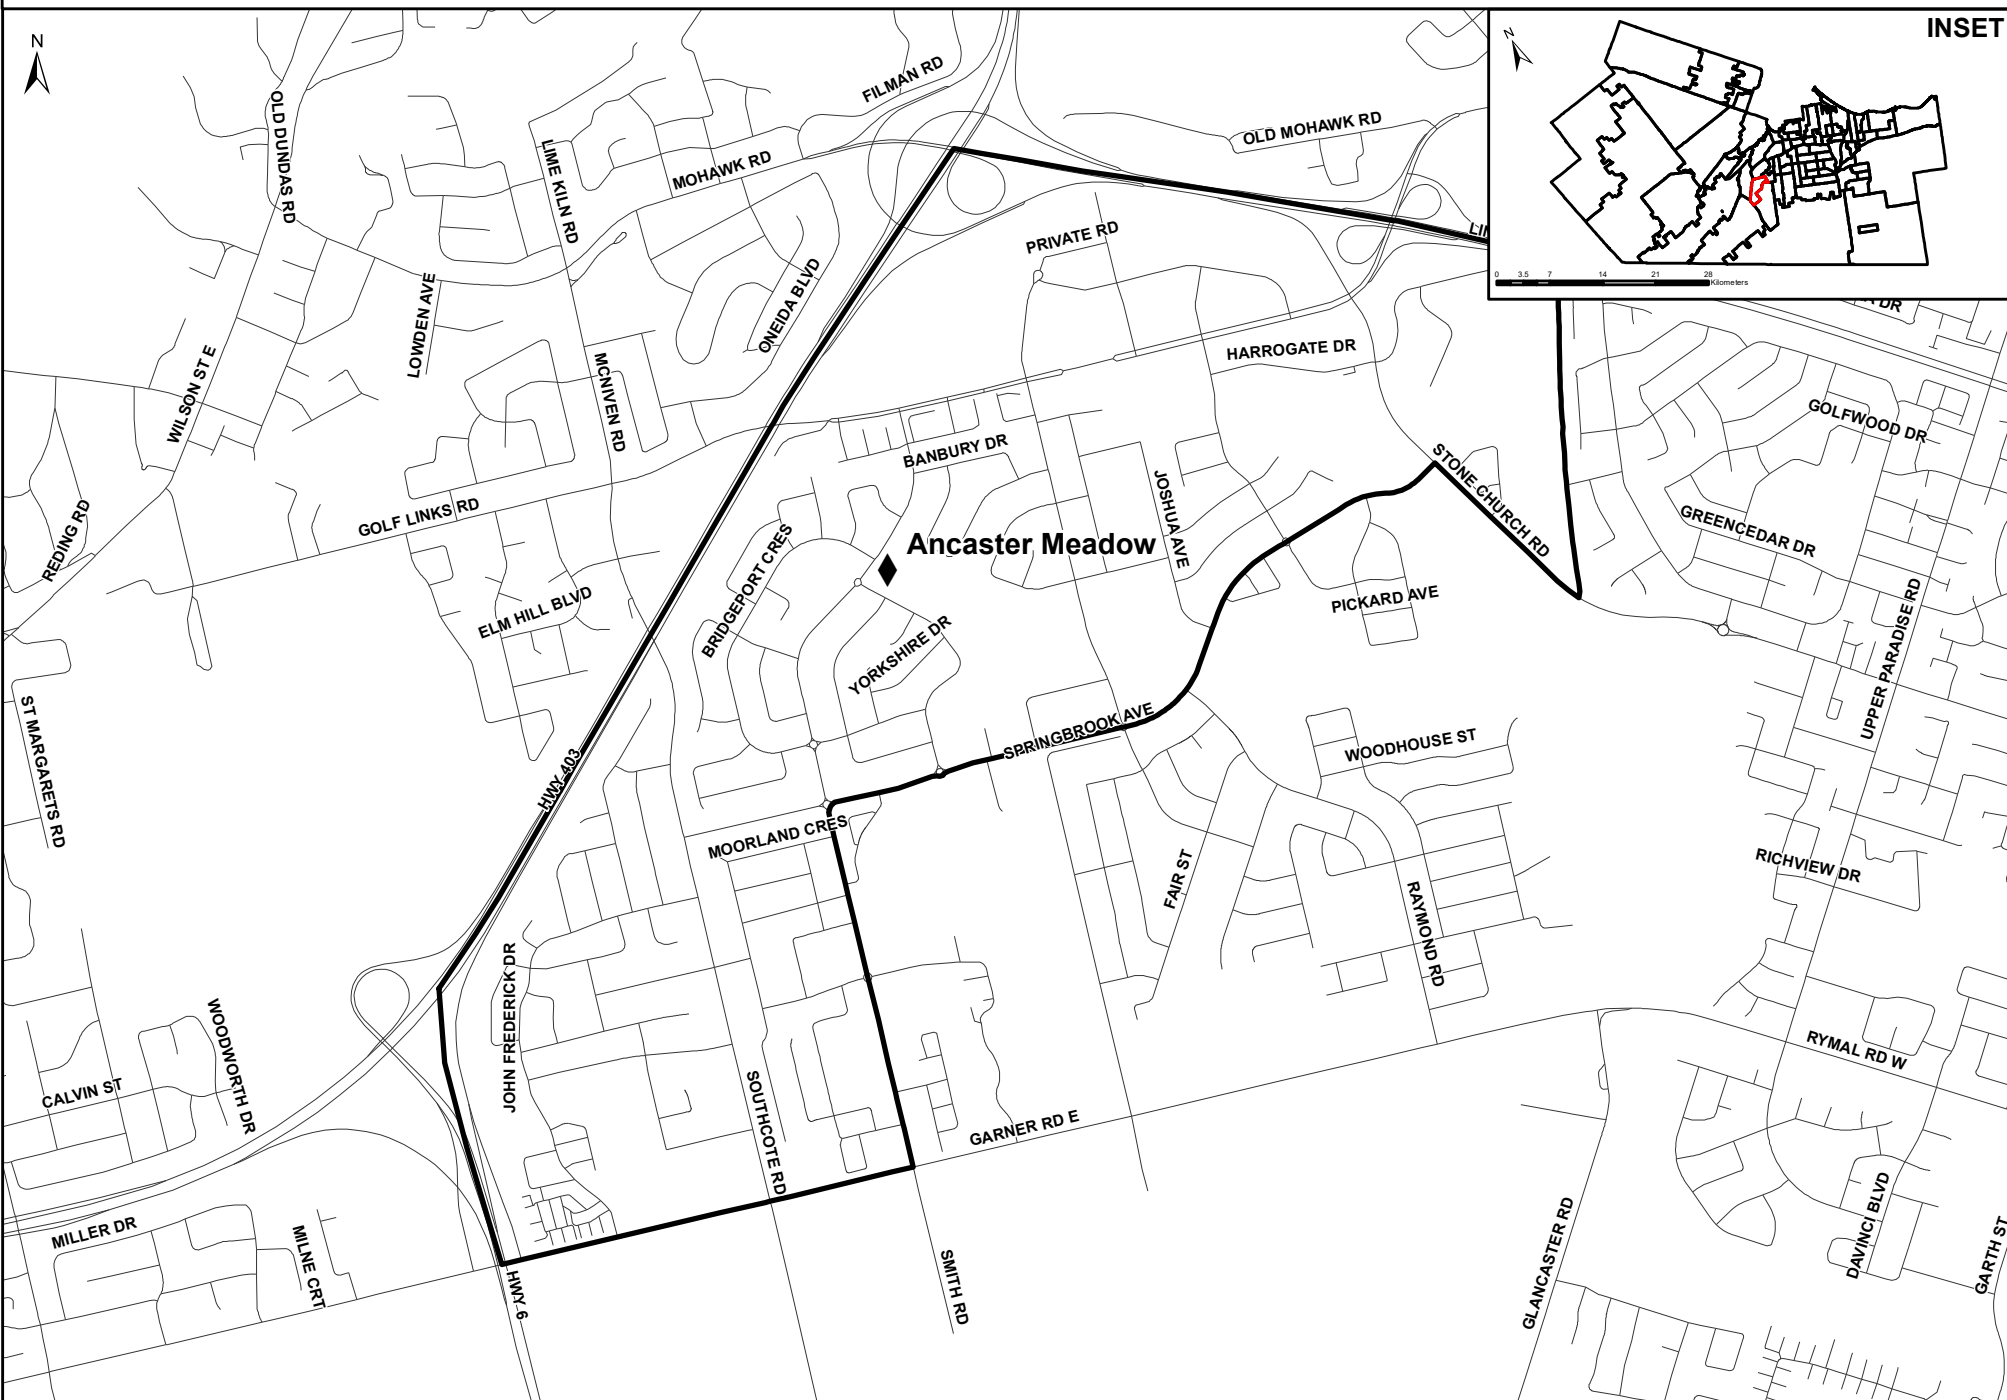 INSET
N
N
0 3.5 7 14 21 28
Kilometers
FILMAN RD
OLD DUNDAS RD
OLD MOHAWK RD
LIME KILN RD
MOHAWK RD
PRIVATE RD
ONEIDA BLVD
LOWDEN AVE
HARROGATE DR
WILSON ST E
MCNIVEN RD
GOLFWOOD DR
BANBURY DR
STONE CHURCH RD
JOSHUA AVE
GOLF LINKS RD
REDING RD
GREENCEDAR DR
Ancaster Meadow
BRIDGEPORT CRES
ELM HILL BLVD
PICKARD AVE
UPPER PARADISE RD
YORKSHIRE DR
ST MARGARETS RD
SPRINGBROOK AVE
WOODHOUSE ST
HWY 403
MOORLAND CRES
RICHVIEW DR
FAIR ST
RAYMOND RD
JOHN FREDERICK DR
WOODWORTH DR
RYMAL RD W
CALVIN ST
SOUTHCOTE RD
GARNER RD E
MILLER DR
MILNE CRT
DAVINCI BLVD
GLANCASTER RD
GARTH ST
HWY 6
SMITH RD